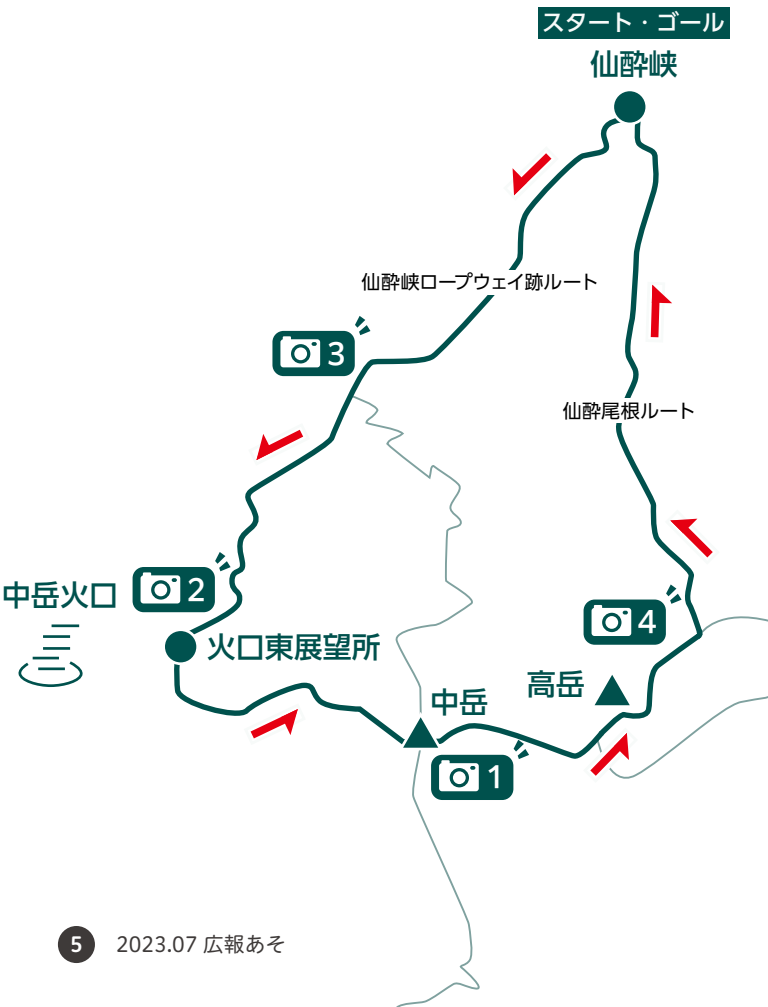 スタート・ゴール
仙酔峡
仙酔峡ロープウェイ跡ルート
3
仙酔尾根ルート
中岳火口
2
火口東展望所
4
高岳
中岳
1
5 2023.07 広報あそ